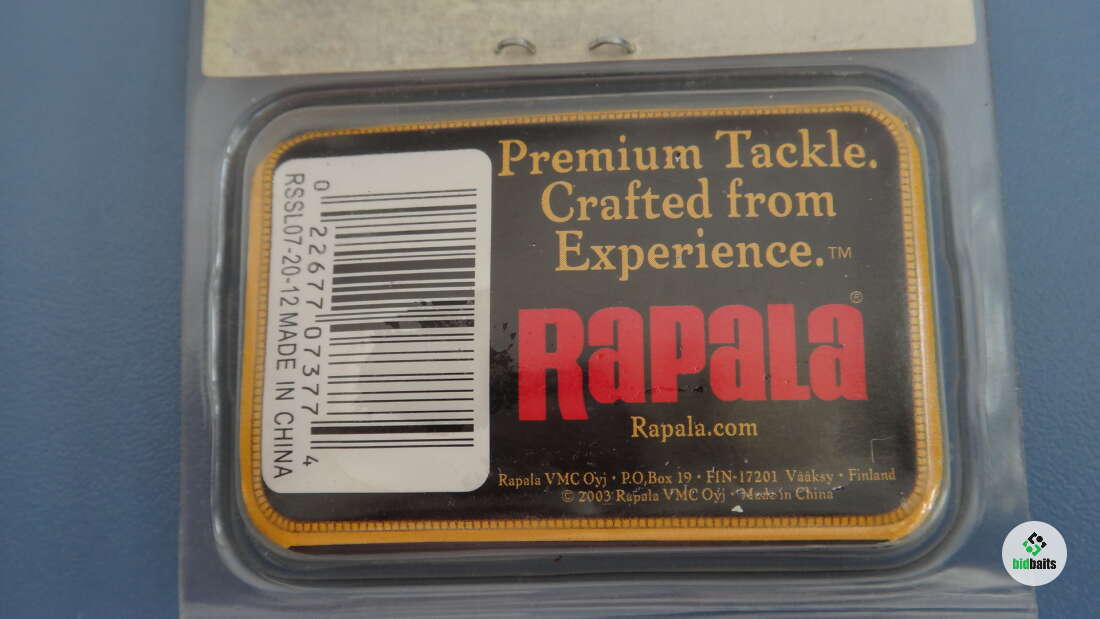 Premium Tackle.
Crafted from
Experience.™
Rapala®
Rapala.com
Rapala VMC Oyj · P.O, Box 19 · FIN-17201 Vääksy · Finland
© 2003 Rapala VMC Oyj · Made in China
0 22677 07377 4
RSSL07-20-12 MADE IN CHINA
bidbaits